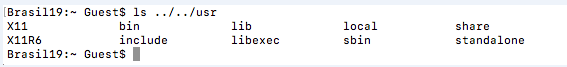 [Brasil19:~ Guest$ ls ../../usr
X11 bin lib local share
X11R6 include libexec sbin standalone
Brasil19:~ Guest$